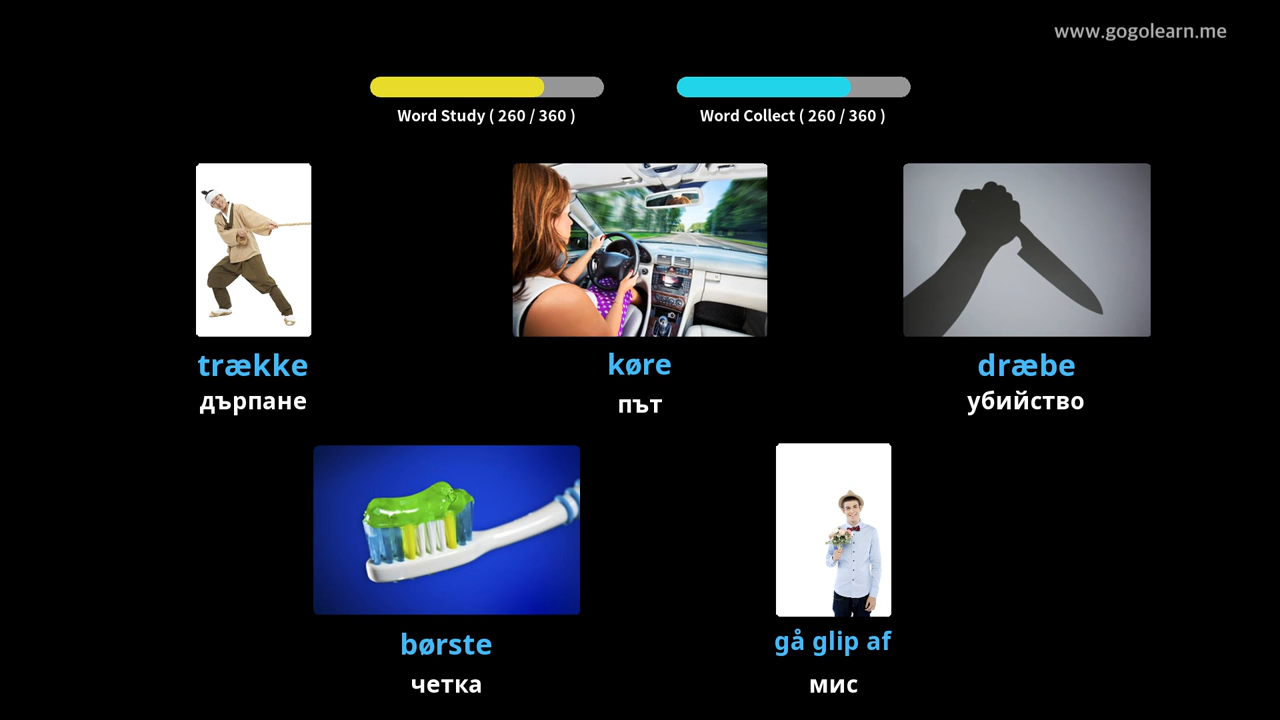 www.gogolearn.me
Word Study ( 260 / 360 )
Word Collect ( 260 / 360 )
trække
дърпане
køre
път
dræbe
убийство
børste
четка
gå glip af
мис